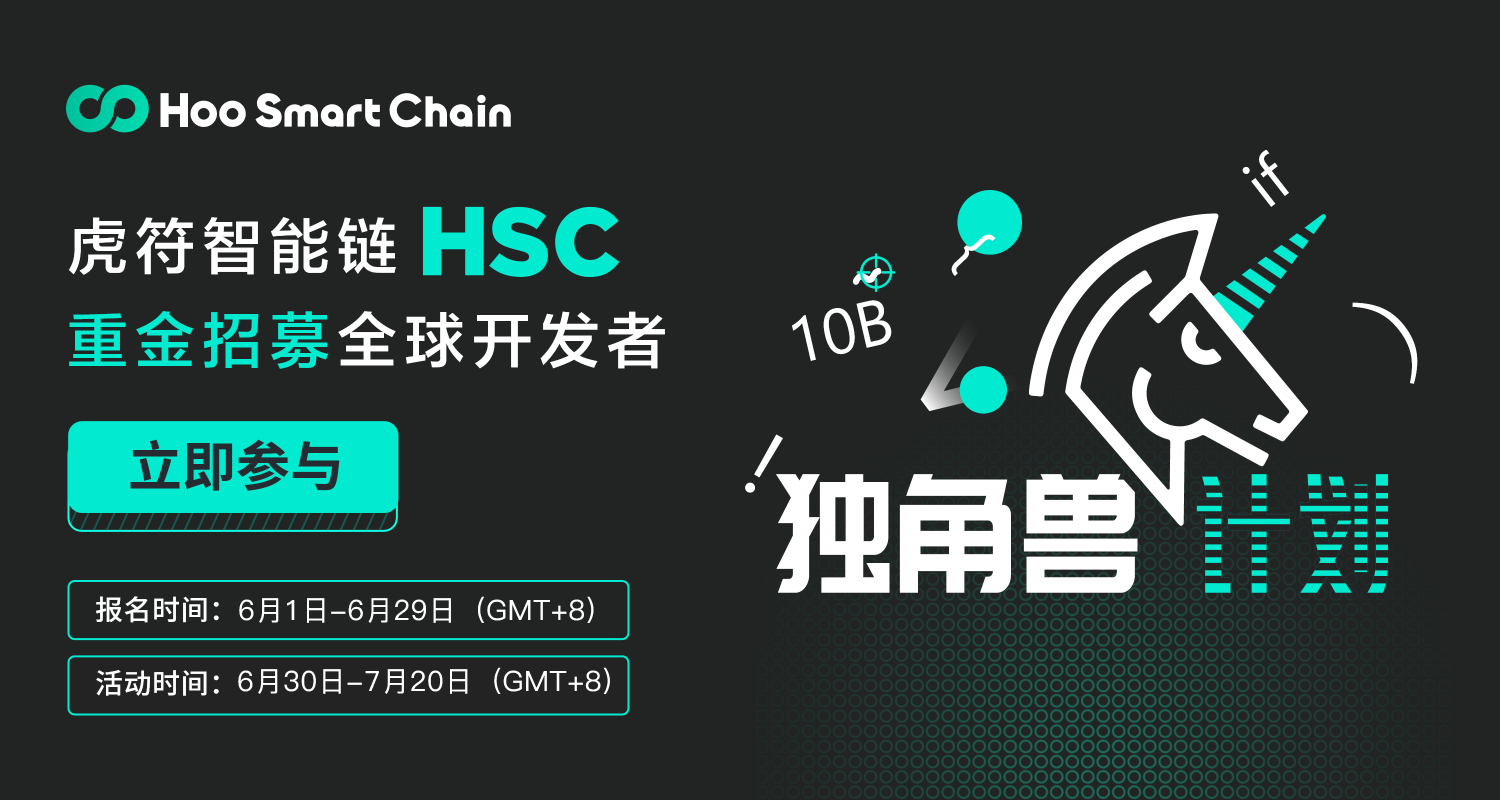 Hoo Smart Chain
虎符智能链 HSC
重金招募全球开发者
立即参与
报名时间：6月1日-6月29日（GMT+8）
活动时间：6月30日-7月20日（GMT+8）
if
10B
!
独角兽计划